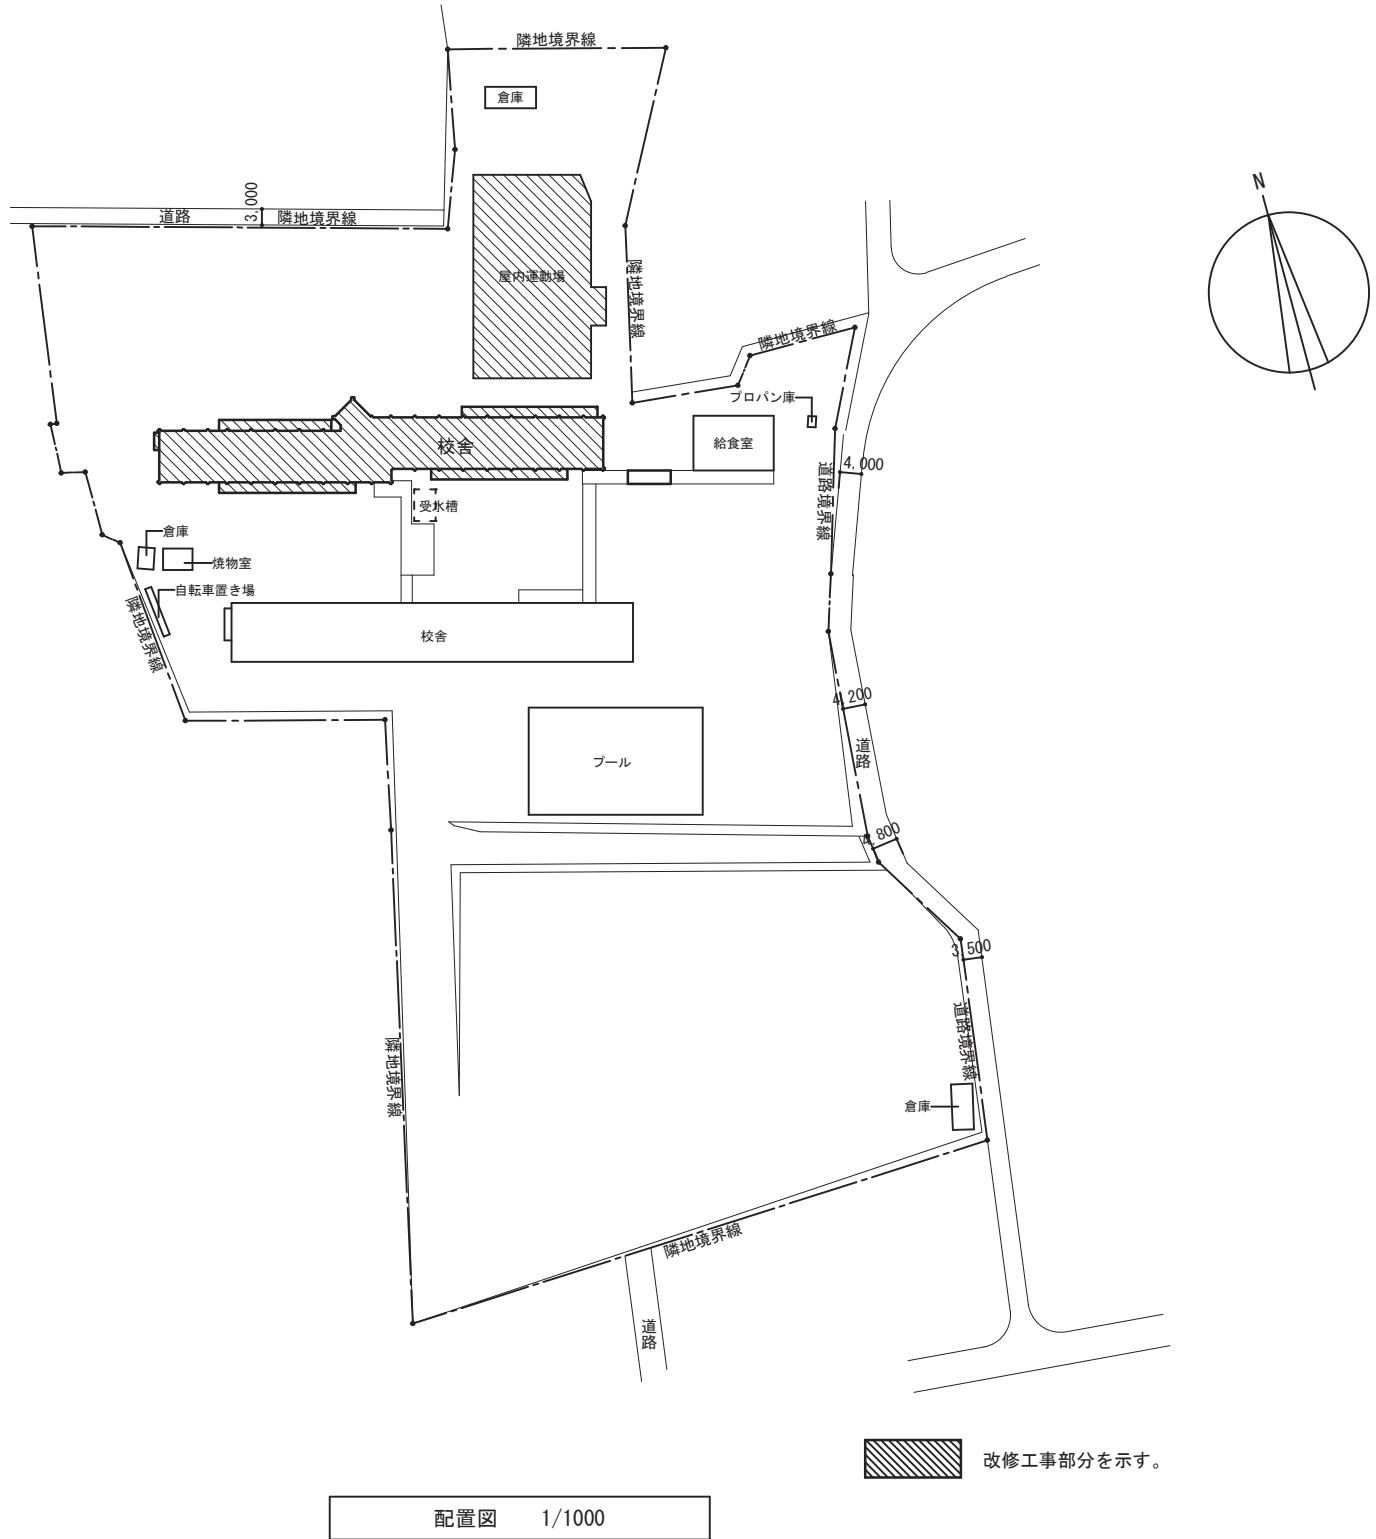 隣地境界線
倉庫
N
3,000
道路
隣地境界線
屋内運動場
隣地境界線
隣地境界線
プロパン庫
校舎
給食室
4,000
道路境界線
受水槽
倉庫
焼物室
自転車置き場
隣地境界線
校舎
4,200
道路
プール
4,800
3,500
道路境界線
隣地境界線
倉庫
隣地境界線
道路
改修工事部分を示す。
配置図 1/1000